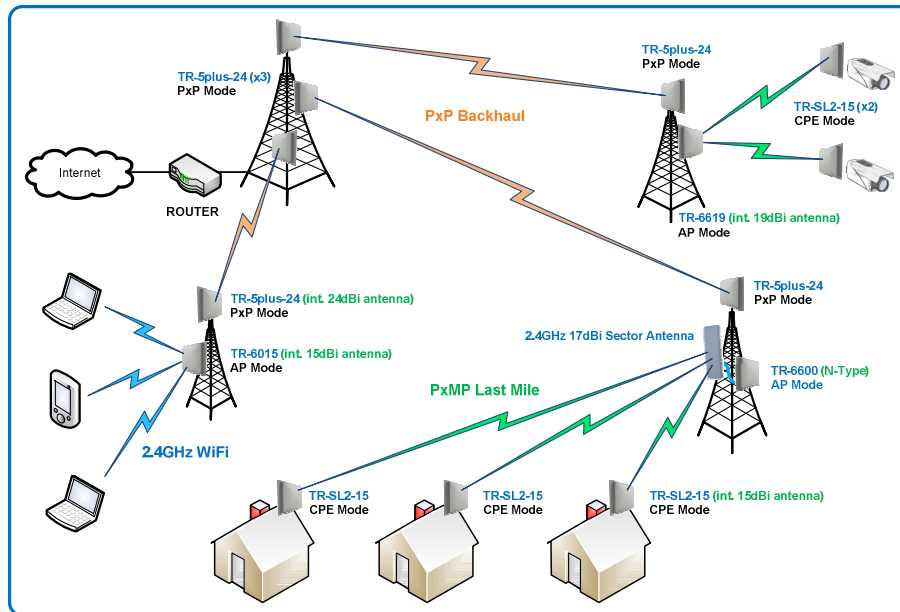 TR-5plus-24 (x3)
PxP Mode
TR-5plus-24
PxP Mode
PxP Backhaul
TR-SL2-15 (x2)
CPE Mode
Internet
ROUTER
TR-6619 (int. 19dBi antenna)
AP Mode
TR-5plus-24 (int. 24dBi antenna)
PxP Mode
TR-5plus-24
PxP Mode
2.4GHz 17dBi Sector Antenna
TR-6015 (int. 15dBi antenna)
AP Mode
TR-6600 (N-Type)
AP Mode
PxMP Last Mile
2.4GHz WiFi
TR-SL2-15
CPE Mode
TR-SL2-15
CPE Mode
TR-SL2-15 (int. 15dBi antenna)
CPE Mode